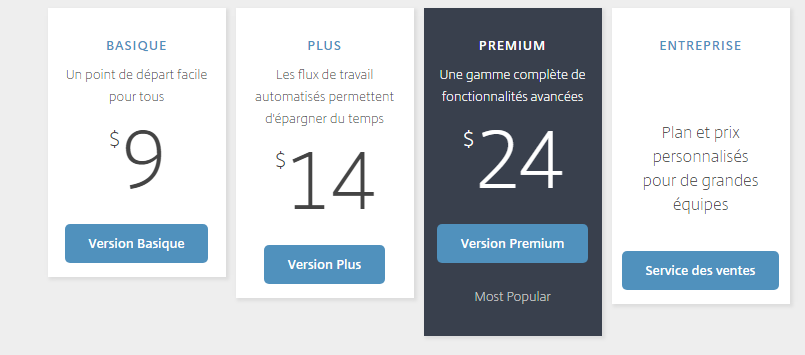 BASIQUE
Un point de départ facile
pour tous
$9
Version Basique
PLUS
Les flux de travail
automatisés permettent
d'épargner du temps
$14
Version Plus
PREMIUM
Une gamme complète de
fonctionnalités avancées
$24
Version Premium
Most Popular
ENTREPRISE
Plan et prix
personnalisés
pour de grandes
équipes
Service des ventes